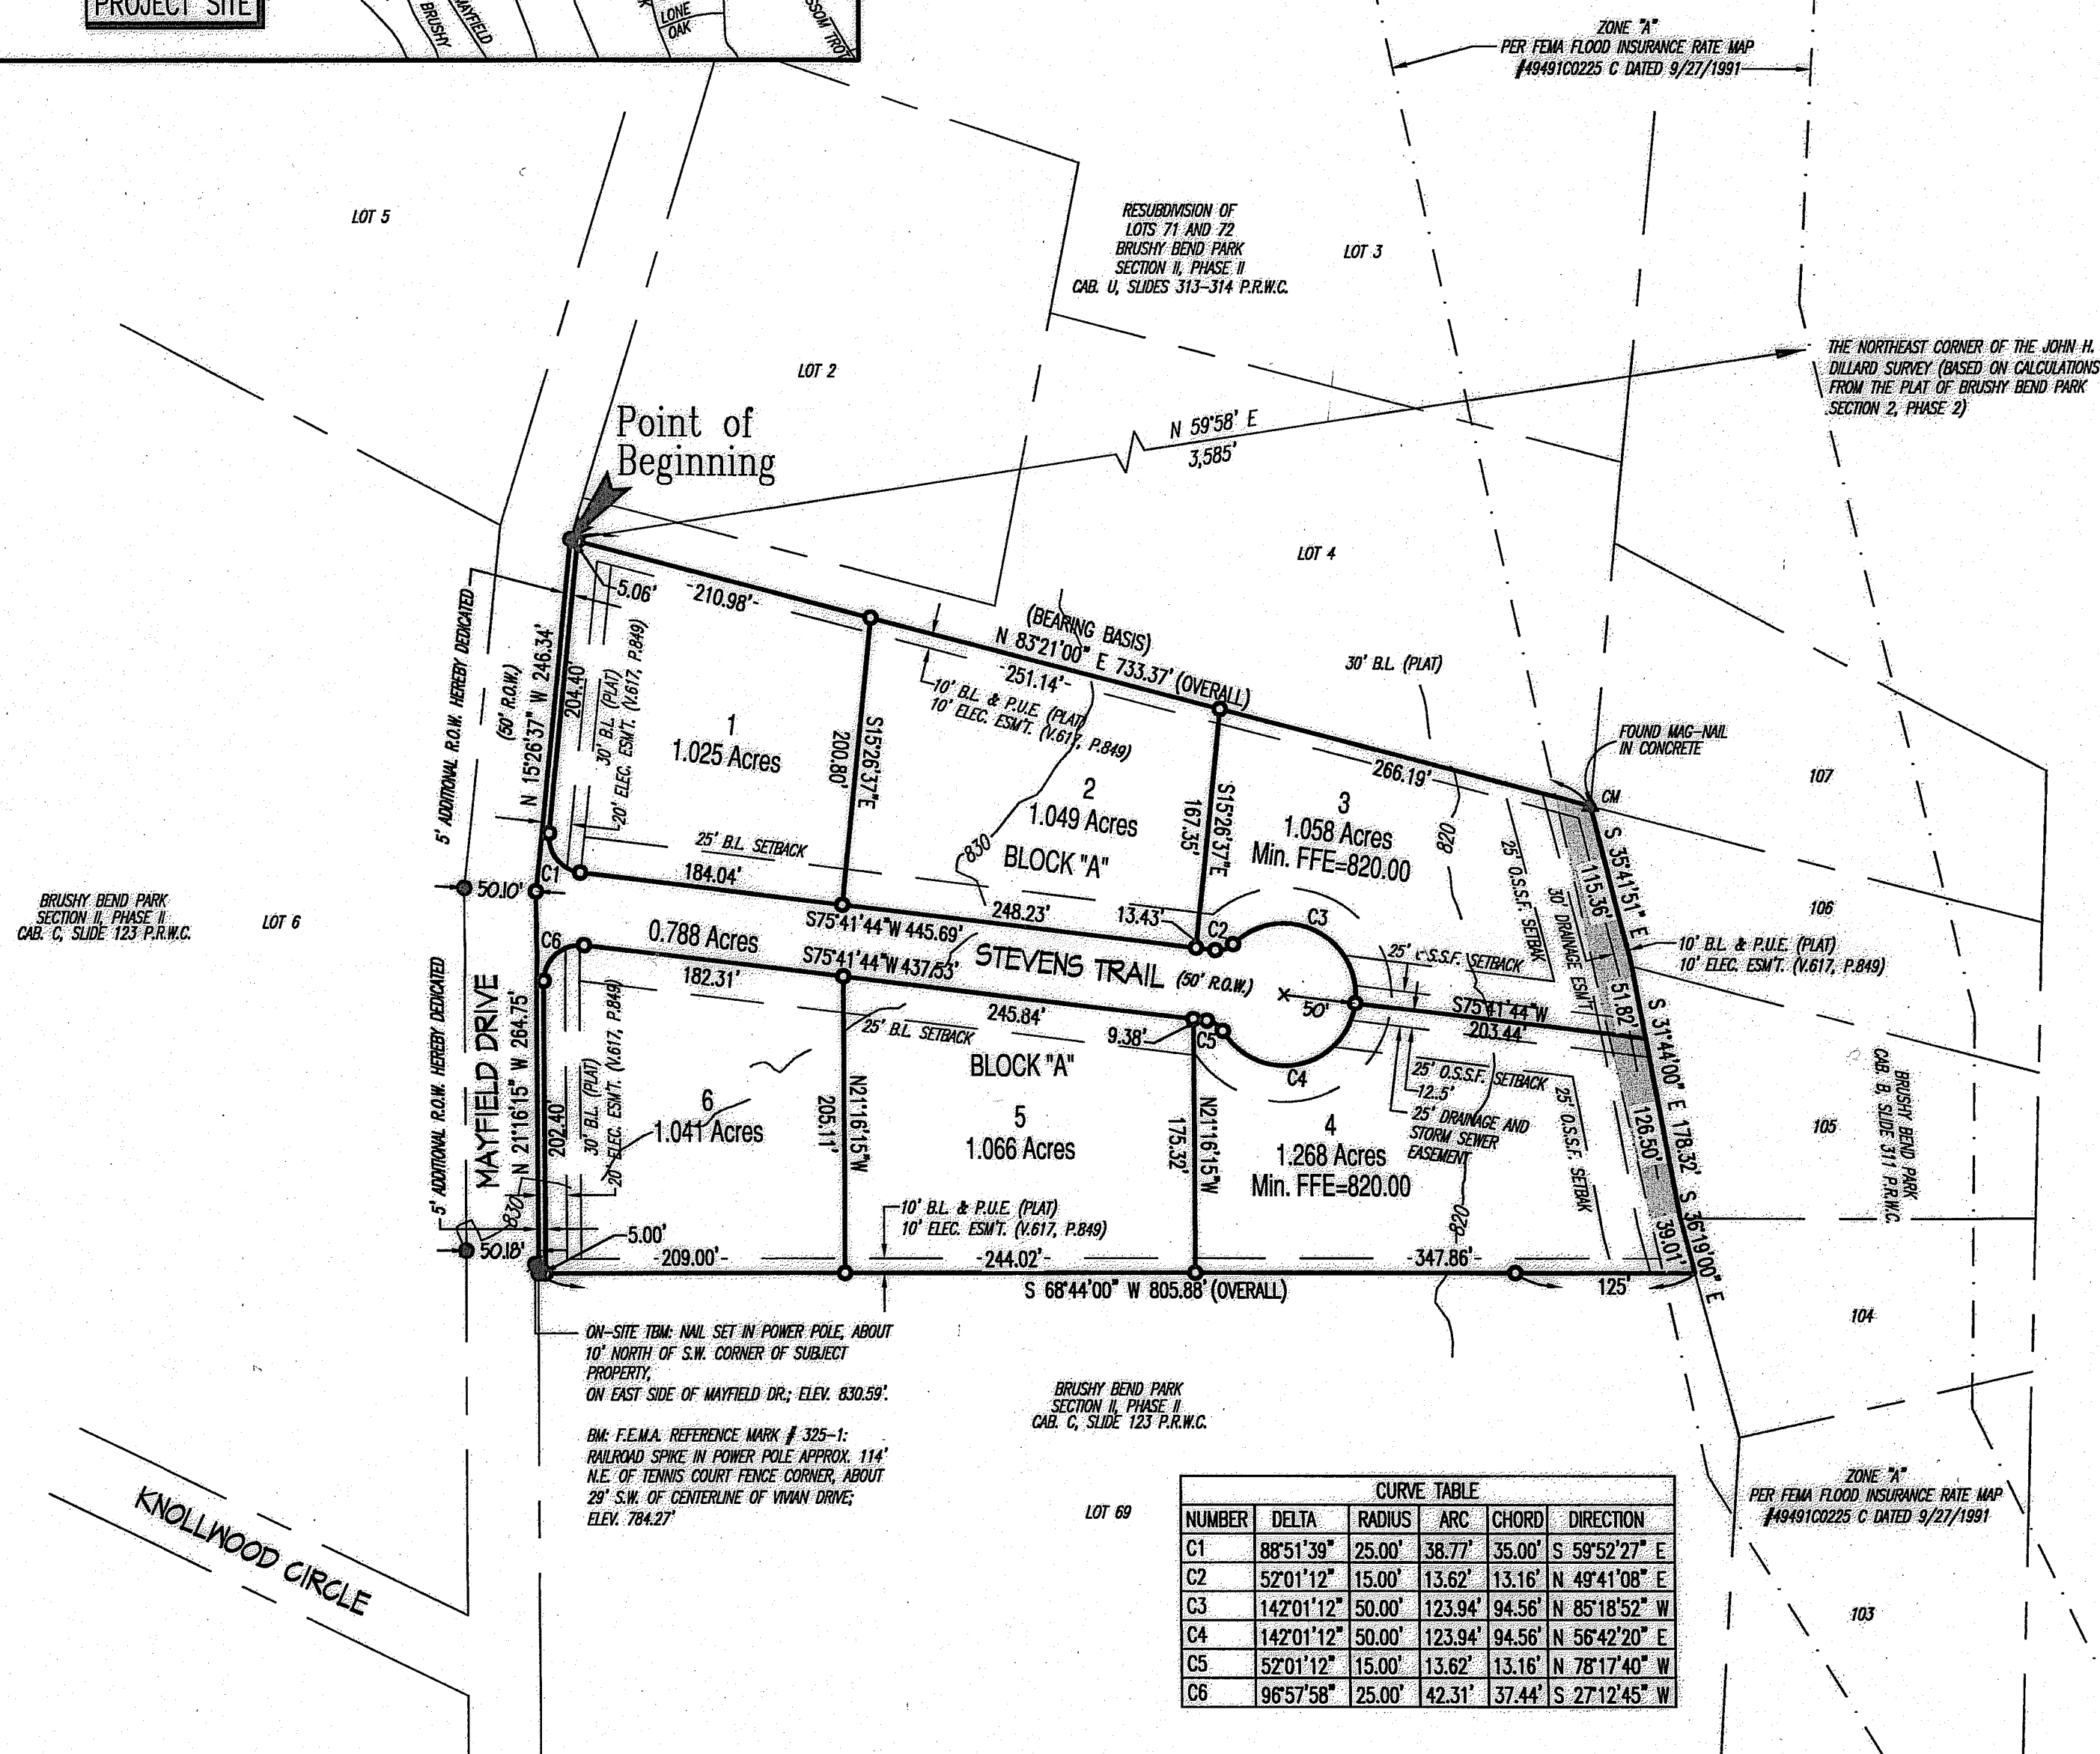 PROJECT SITE
BRUSHY
MAYFIELD
LONE
OAK
ZONE "A"
PER FEMA FLOOD INSURANCE RATE MAP
#49491C0225 C DATED 9/27/1991
LOT 5
RESUBDIVISION OF
LOTS 71 AND 72
BRUSHY BEND PARK
SECTION II, PHASE II
CAB. U, SLIDES 313-314 P.R.W.C.
LOT 3
LOT 2
THE NORTHEAST CORNER OF THE JOHN H.
DILLARD SURVEY (BASED ON CALCULATIONS
FROM THE PLAT OF BRUSHY BEND PARK
SECTION 2, PHASE 2)
Point of
Beginning
N 59°58' E
3,585'
LOT 4
5.06'
210.98'
(BEARING BASIS)
N 83°21'00" E 733.37' (OVERALL)
251.14'
10' B.L. & P.U.E. (PLAT)
10' ELEC. ESM'T. (V.617, P.849)
30' B.L. (PLAT)
266.19'
FOUND MAG-NAIL
IN CONCRETE
CM
107
5' ADDITIONAL R.O.W. HEREBY DEDICATED
(50' R.O.W.)
N 15°26'37" W 246.34'
204.40'
30' B.L. (PLAT)
20' ELEC. ESM'T. (V.617, P.849)
1
1.025 Acres
S15°26'37"E
200.80'
2
1.049 Acres
BLOCK "A"
830
S15°26'37"E
167.35'
3
1.058 Acres
Min. FFE=820.00
820
25' O.S.S.F. SETBACK
30' DRAINAGE ESM'T.
115.36'
S 35°41'51" E
51.82'
106
10' B.L. & P.U.E. (PLAT)
10' ELEC. ESM'T. (V.617, P.849)
25' B.L. SETBACK
C1
184.04'
50.10'
BRUSHY BEND PARK
SECTION II, PHASE II
CAB. C, SLIDE 123 P.R.W.C.
LOT 6
C6
0.788 Acres
S75°41'44"W 445.69'
248.23'
13.43'
C2
C3
S75°41'44"W 437.53'
STEVENS TRAIL (50' R.O.W.)
182.31'
245.84'
25' B.L. SETBACK
9.38'
C5
C4
50'
25' O.S.S.F. SETBACK
S75°41'44"W
203.44'
25' O.S.S.F. SETBACK
12.5'
25' DRAINAGE AND
STORM SEWER
EASEMENT
25' O.S.S.F. SETBAK
5' ADDITIONAL R.O.W. HEREBY DEDICATED
MAYFIELD DRIVE
N 21°16'15" W 264.75'
202.40
30' B.L. (PLAT)
20' ELEC. ESM'T. (V.617, P.849)
830
6
1.041 Acres
N21°16'15"W
205.11'
BLOCK "A"
5
1.066 Acres
N21°16'15"W
175.32'
4
1.268 Acres
Min. FFE=820.00
820
126.50'
S 31°44'00" E 178.32'
39.01'
S 36°19'00" E
105
BRUSHY BEND PARK
CAB. B, SLIDE 311 P.R.W.C.
10' B.L. & P.U.E. (PLAT)
10' ELEC. ESM'T. (V.617, P.849)
50.18'
5.00'
209.00'
244.02'
347.86'
125'
S 68°44'00" W 805.88' (OVERALL)
104
ON-SITE TBM: NAIL SET IN POWER POLE, ABOUT
10' NORTH OF S.W. CORNER OF SUBJECT
PROPERTY,
ON EAST SIDE OF MAYFIELD DR.; ELEV. 830.59'.
BM: F.E.M.A. REFERENCE MARK # 325-1:
RAILROAD SPIKE IN POWER POLE APPROX. 114'
N.E. OF TENNIS COURT FENCE CORNER, ABOUT
29' S.W. OF CENTERLINE OF VIVIAN DRIVE;
ELEV. 784.27'
BRUSHY BEND PARK
SECTION II, PHASE II
CAB. C, SLIDE 123 P.R.W.C.
LOT 69
KNOLLWOOD CIRCLE
ZONE "A"
PER FEMA FLOOD INSURANCE RATE MAP
#49491C0225 C DATED 9/27/1991
103
CURVE TABLE
NUMBER DELTA RADIUS ARC CHORD DIRECTION
C1 88°51'39" 25.00' 38.77' 35.00' S 59°52'27" E
C2 52°01'12" 15.00' 13.62' 13.16' N 49°41'08" E
C3 142°01'12" 50.00' 123.94' 94.56' N 85°18'52" W
C4 142°01'12" 50.00' 123.94' 94.56' N 56°42'20" E
C5 52°01'12" 15.00' 13.62' 13.16' N 78°17'40" W
C6 96°57'58" 25.00' 42.31' 37.44' S 27°12'45" W